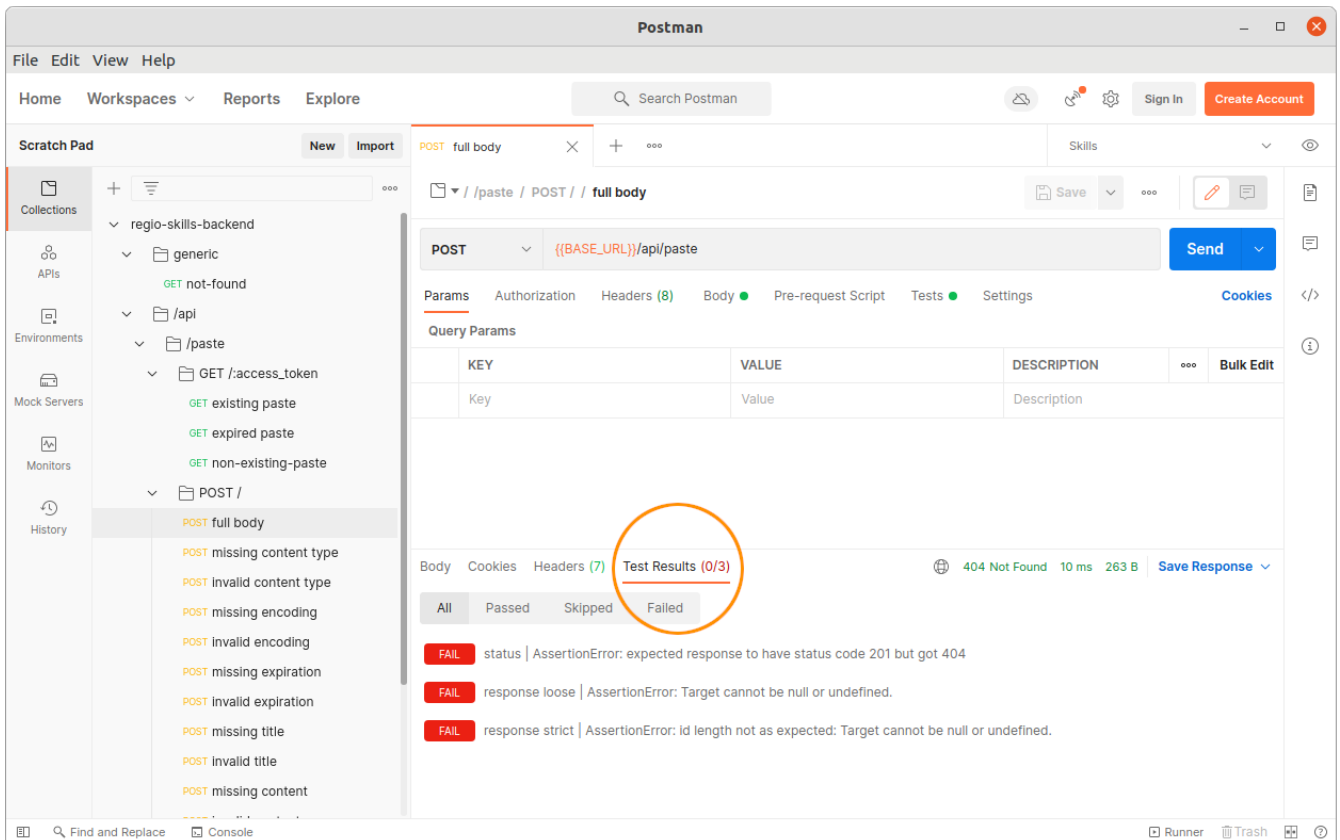 Postman
File Edit View Help
Home Workspaces Reports Explore Search Postman Sign In Create Account
Scratch Pad New Import
POST full body
Skills
Collections
APIs
Environments
Mock Servers
Monitors
History
regio-skills-backend
generic
GET not-found
/api
/paste
GET /:access_token
GET existing paste
GET expired paste
GET non-existing-paste
POST /
POST full body
POST missing content type
POST invalid content type
POST missing encoding
POST invalid encoding
POST missing expiration
POST invalid expiration
POST missing title
POST invalid title
POST missing content
/ /paste / POST / / full body
Save
POST {{BASE_URL}}/api/paste Send
Params Authorization Headers (8) Body Pre-request Script Tests Settings Cookies
Query Params
KEY VALUE DESCRIPTION Bulk Edit
Key Value Description
Body Cookies Headers (7) Test Results (0/3) 404 Not Found 10 ms 263 B Save Response
All Passed Skipped Failed
FAIL status | AssertionError: expected response to have status code 201 but got 404
FAIL response loose | AssertionError: Target cannot be null or undefined.
FAIL response strict | AssertionError: id length not as expected: Target cannot be null or undefined.
Find and Replace Console Runner Trash